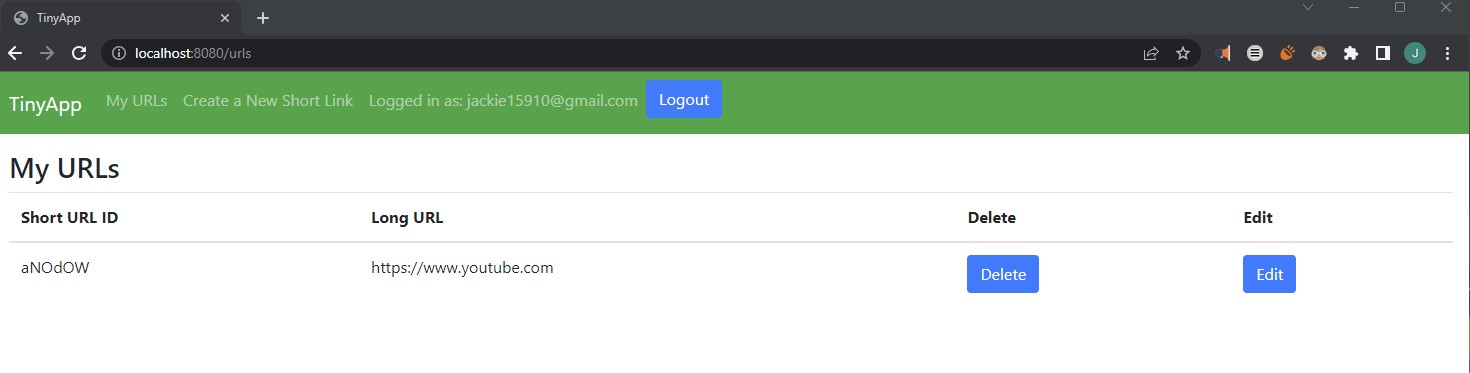 TinyApp
localhost:8080/urls
J
TinyApp My URLs Create a New Short Link Logged in as: jackie15910@gmail.com Logout
My URLs
Short URL ID Long URL Delete Edit
aNOdOW https://www.youtube.com Delete Edit